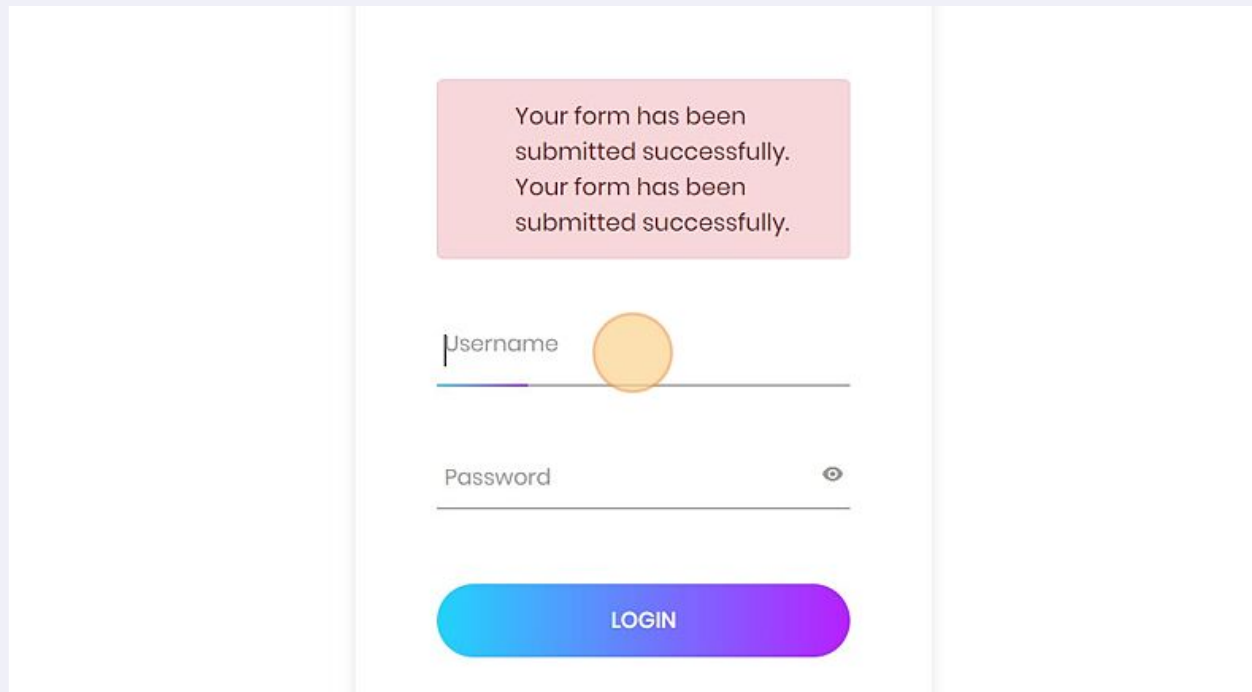 Your form has been
submitted successfully.
Your form has been
submitted successfully.
Username
Password
LOGIN